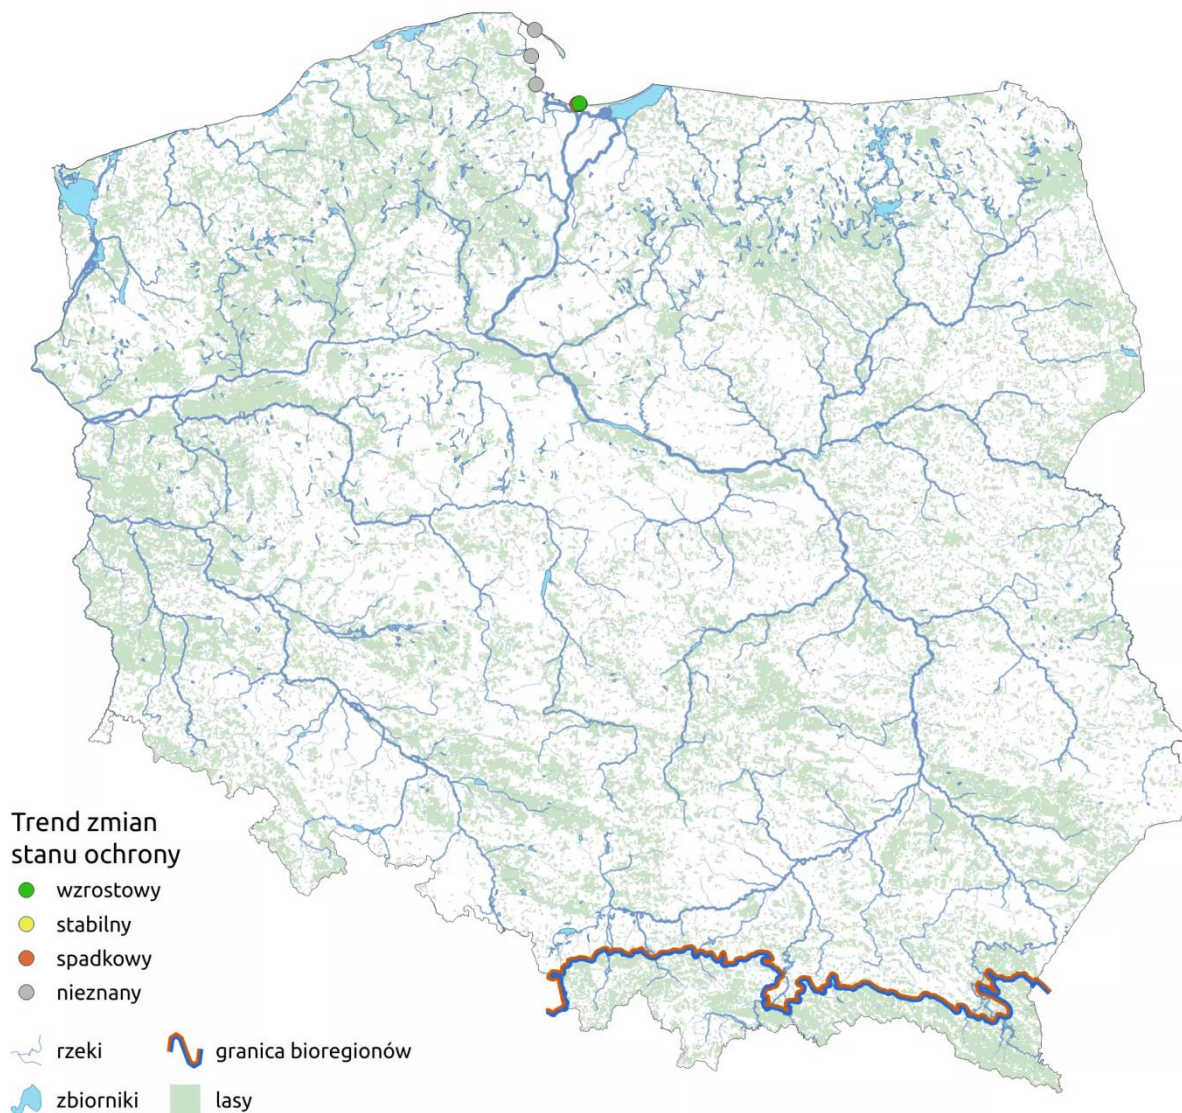 Trend zmian
stanu ochrony
wzrostowy
stabilny
spadkowy
nieznany
rzeki
granica bioregionów
zbiorniki
lasy